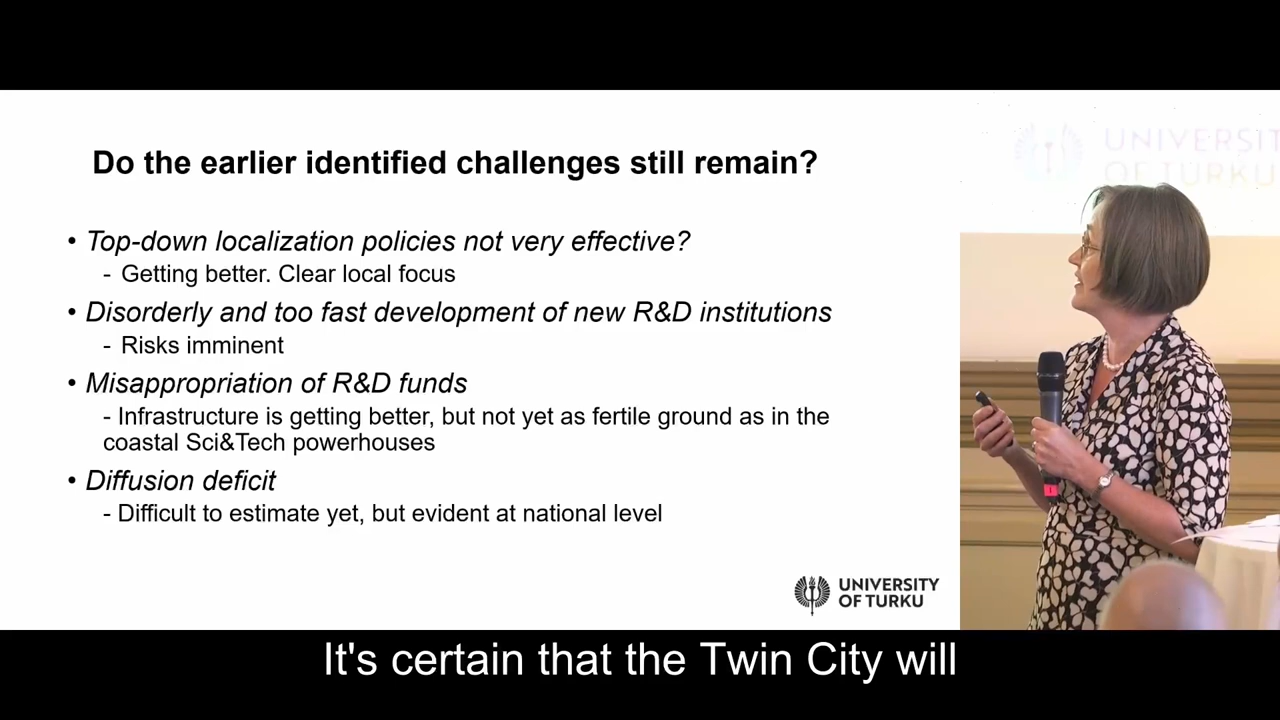 Do the earlier identified challenges still remain?
• Top-down localization policies not very effective?
- Getting better. Clear local focus
• Disorderly and too fast development of new R&D institutions
- Risks imminent
• Misappropriation of R&D funds
- Infrastructure is getting better, but not yet as fertile ground as in the
coastal Sci&Tech powerhouses
• Diffusion deficit
- Difficult to estimate yet, but evident at national level
UNIVERSITY
OF TURKU
UNIVERSIT
OF TURKU
It's certain that the Twin City will